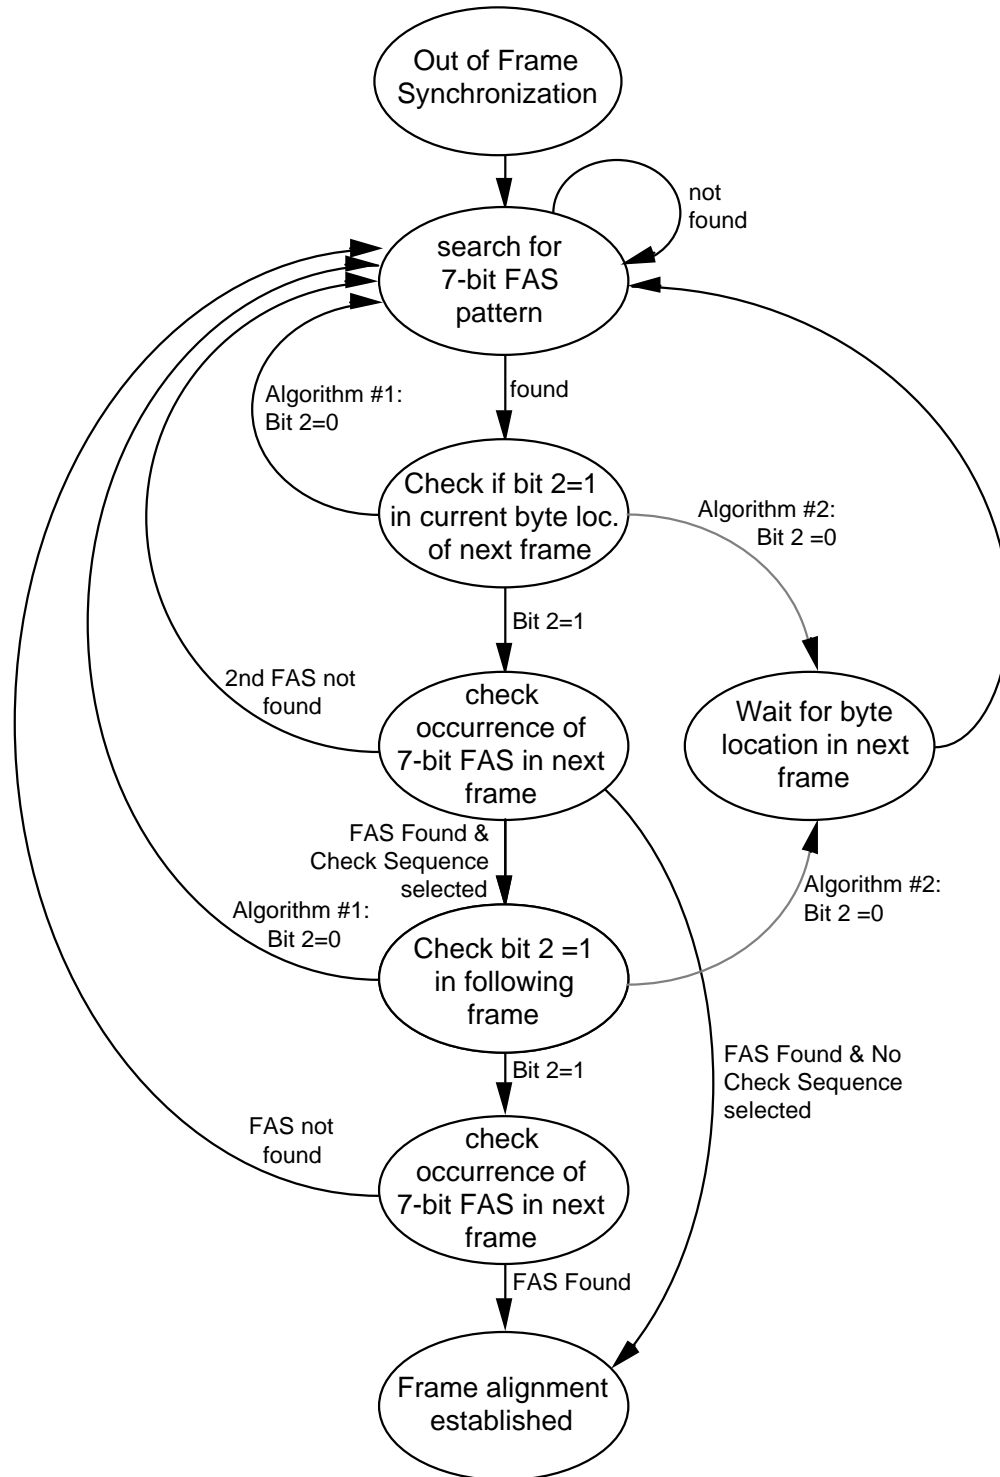 Out of Frame
Synchronization
not
found
search for
7-bit FAS
pattern
Algorithm #1:
Bit 2=0
found
Check if bit 2=1
in current byte loc.
of next frame
Algorithm #2:
Bit 2 =0
Bit 2=1
2nd FAS not
found
check
occurrence of
7-bit FAS in next
frame
Wait for byte
location in next
frame
FAS Found &
Check Sequence
selected
Algorithm #1:
Bit 2=0
Algorithm #2:
Bit 2 =0
Check bit 2 =1
in following
frame
FAS Found & No
Check Sequence
selected
Bit 2=1
FAS not
found
check
occurrence of
7-bit FAS in next
frame
FAS Found
Frame alignment
established